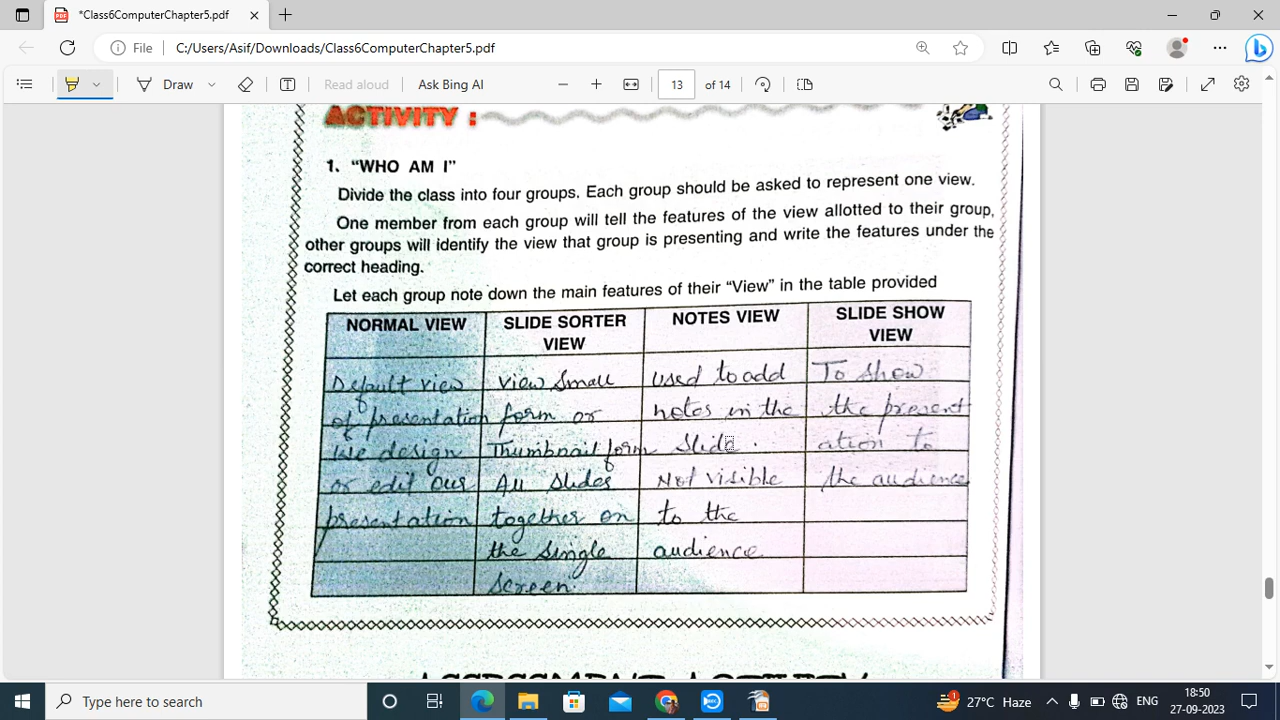 *Class6ComputerChapter5.pdf
File C:/Users/Asif/Downloads/Class6ComputerChapter5.pdf
Draw Read aloud Ask Bing AI 13 of 14
ACTIVITY :
1. "WHO AM I"
Divide the class into four groups. Each group should be asked to represent one view.
One member from each group will tell the features of the view allotted to their group,
other groups will identify the view that group is presenting and write the features under the
correct heading.
Let each group note down the main features of their "View" in the table provided
NORMAL VIEW
Default view
of presentation
We design
or edit our
presentation
SLIDE SORTER
VIEW
View Small
form or
Thumbnail form
All Slides
together on
the single
screen.
NOTES VIEW
used to add
notes in the
slide.
Not visible
to the
audience
SLIDE SHOW
VIEW
To show
the present
ation to
the audience
ASSESSMENT ACTIVITY
Type here to search
27°C Haze
ENG
18:50
27-09-2023